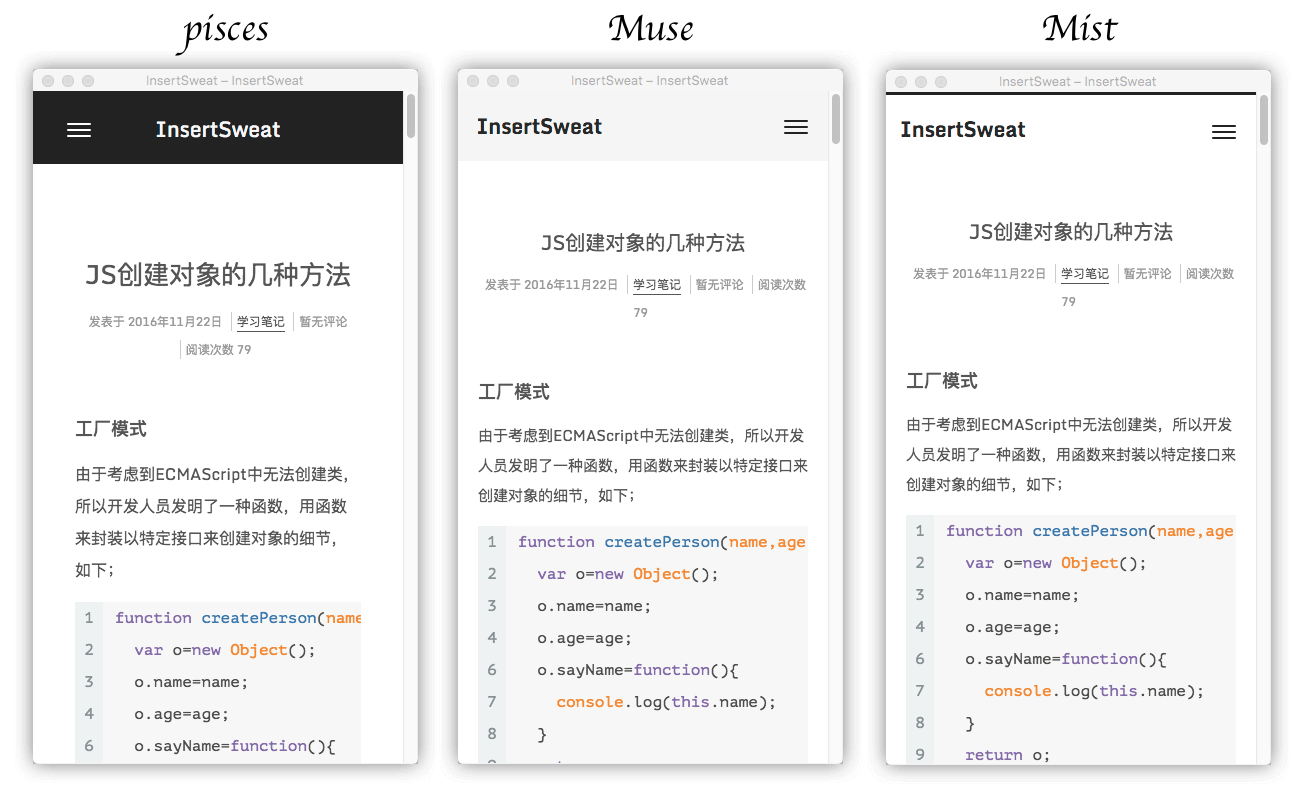 pisces
InsertSweat – InsertSweat
InsertSweat
JS创建对象的几种方法
发表于 2016年11月22日 学习笔记 暂无评论
阅读次数 79
工厂模式
由于考虑到ECMAScript中无法创建类，
所以开发人员发明了一种函数，用函数
来封装以特定接口来创建对象的细节，
如下；
1 function createPerson(name
2 var o=new Object();
3 o.name=name;
4 o.age=age;
6 o.sayName=function(){
Muse
InsertSweat – InsertSweat
InsertSweat
JS创建对象的几种方法
发表于 2016年11月22日 学习笔记 暂无评论 阅读次数
79
工厂模式
由于考虑到ECMAScript中无法创建类，所以开发
人员发明了一种函数，用函数来封装以特定接口来
创建对象的细节，如下；
1 function createPerson(name,age
2 var o=new Object();
3 o.name=name;
4 o.age=age;
6 o.sayName=function(){
7 console.log(this.name);
8 }
Mist
InsertSweat – InsertSweat
InsertSweat
JS创建对象的几种方法
发表于 2016年11月22日 学习笔记 暂无评论 阅读次数
79
工厂模式
由于考虑到ECMAScript中无法创建类，所以开发
人员发明了一种函数，用函数来封装以特定接口来
创建对象的细节，如下；
1 function createPerson(name,age
2 var o=new Object();
3 o.name=name;
4 o.age=age;
6 o.sayName=function(){
7 console.log(this.name);
8 }
9 return o;